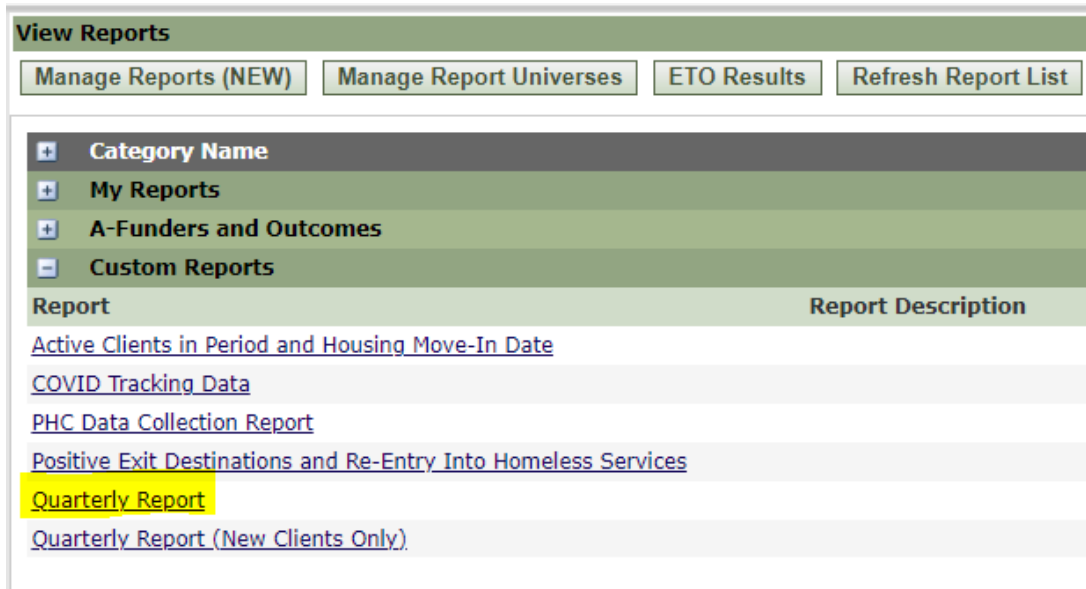 View Reports
Manage Reports (NEW) Manage Report Universes ETO Results Refresh Report List
Category Name
My Reports
A-Funders and Outcomes
Custom Reports
Report Report Description
Active Clients in Period and Housing Move-In Date
COVID Tracking Data
PHC Data Collection Report
Positive Exit Destinations and Re-Entry Into Homeless Services
Quarterly Report
Quarterly Report (New Clients Only)